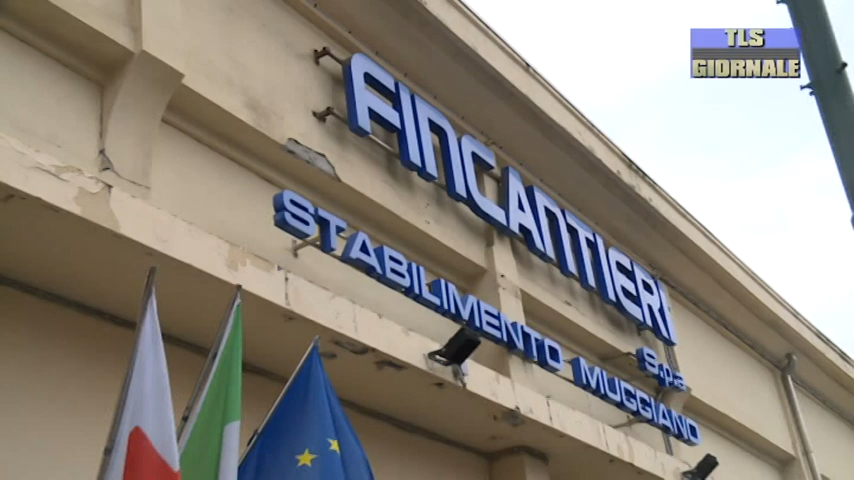 TLS
GIORNALE
FINCANTIERI
S.p.a
STABILIMENTO MUGGIANO